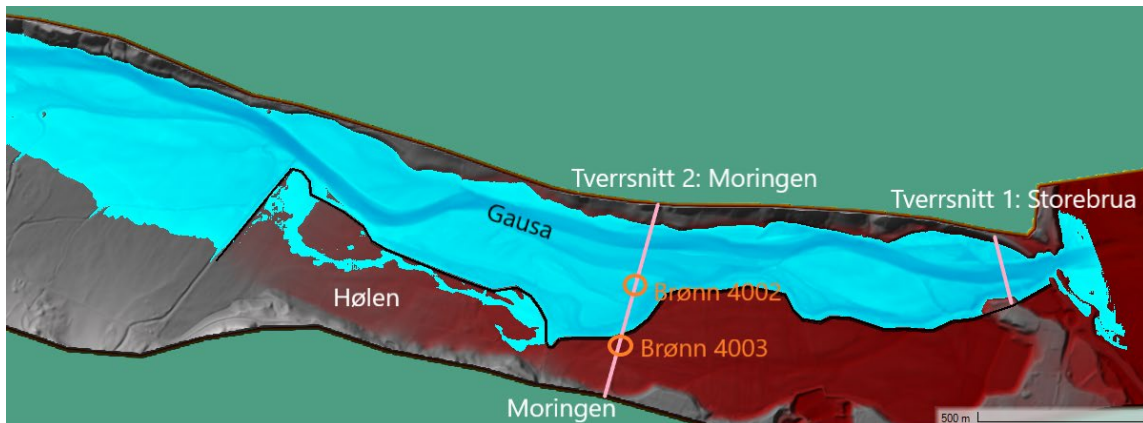 Tverrsnitt 2: Moringen
Tverrsnitt 1: Storebrua
Gausa
Hølen
Brønn 4002
Brønn 4003
Moringen
500 m